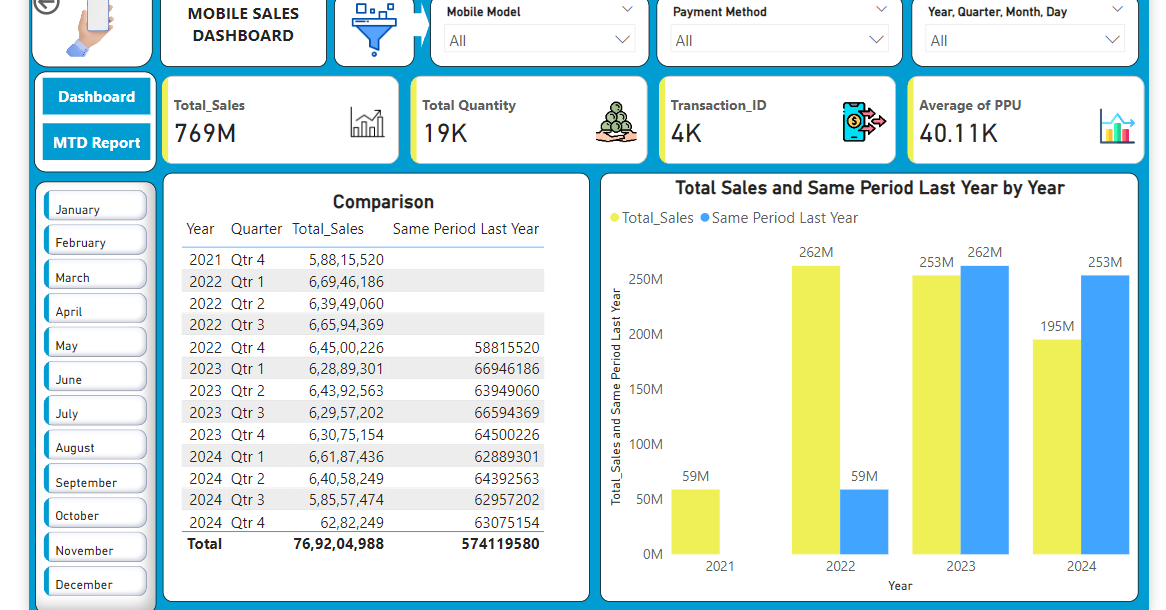 MOBILE SALES
DASHBOARD
Mobile Model
All
Payment Method
All
Year, Quarter, Month, Day
All
Dashboard
MTD Report
Total_Sales
769M
Total Quantity
19K
Transaction_ID
4K
Average of PPU
40.11K
January
February
March
April
May
June
July
August
September
October
November
December
Comparison
Year Quarter Total_Sales Same Period Last Year
2021 Qtr 4 5,88,15,520
2022 Qtr 1 6,69,46,186
2022 Qtr 2 6,39,49,060
2022 Qtr 3 6,65,94,369
2022 Qtr 4 6,45,00,226 58815520
2023 Qtr 1 6,28,89,301 66946186
2023 Qtr 2 6,43,92,563 63949060
2023 Qtr 3 6,29,57,202 66594369
2023 Qtr 4 6,30,75,154 64500226
2024 Qtr 1 6,61,87,436 62889301
2024 Qtr 2 6,40,58,249 64392563
2024 Qtr 3 5,85,57,474 62957202
2024 Qtr 4 62,82,249 63075154
Total 76,92,04,988 574119580
Total Sales and Same Period Last Year by Year
Total_Sales Same Period Last Year
Total_Sales and Same Period Last Year
250M
200M
150M
100M
50M
0M
59M
262M
59M
253M
262M
195M
253M
2021 2022 2023 2024
Year